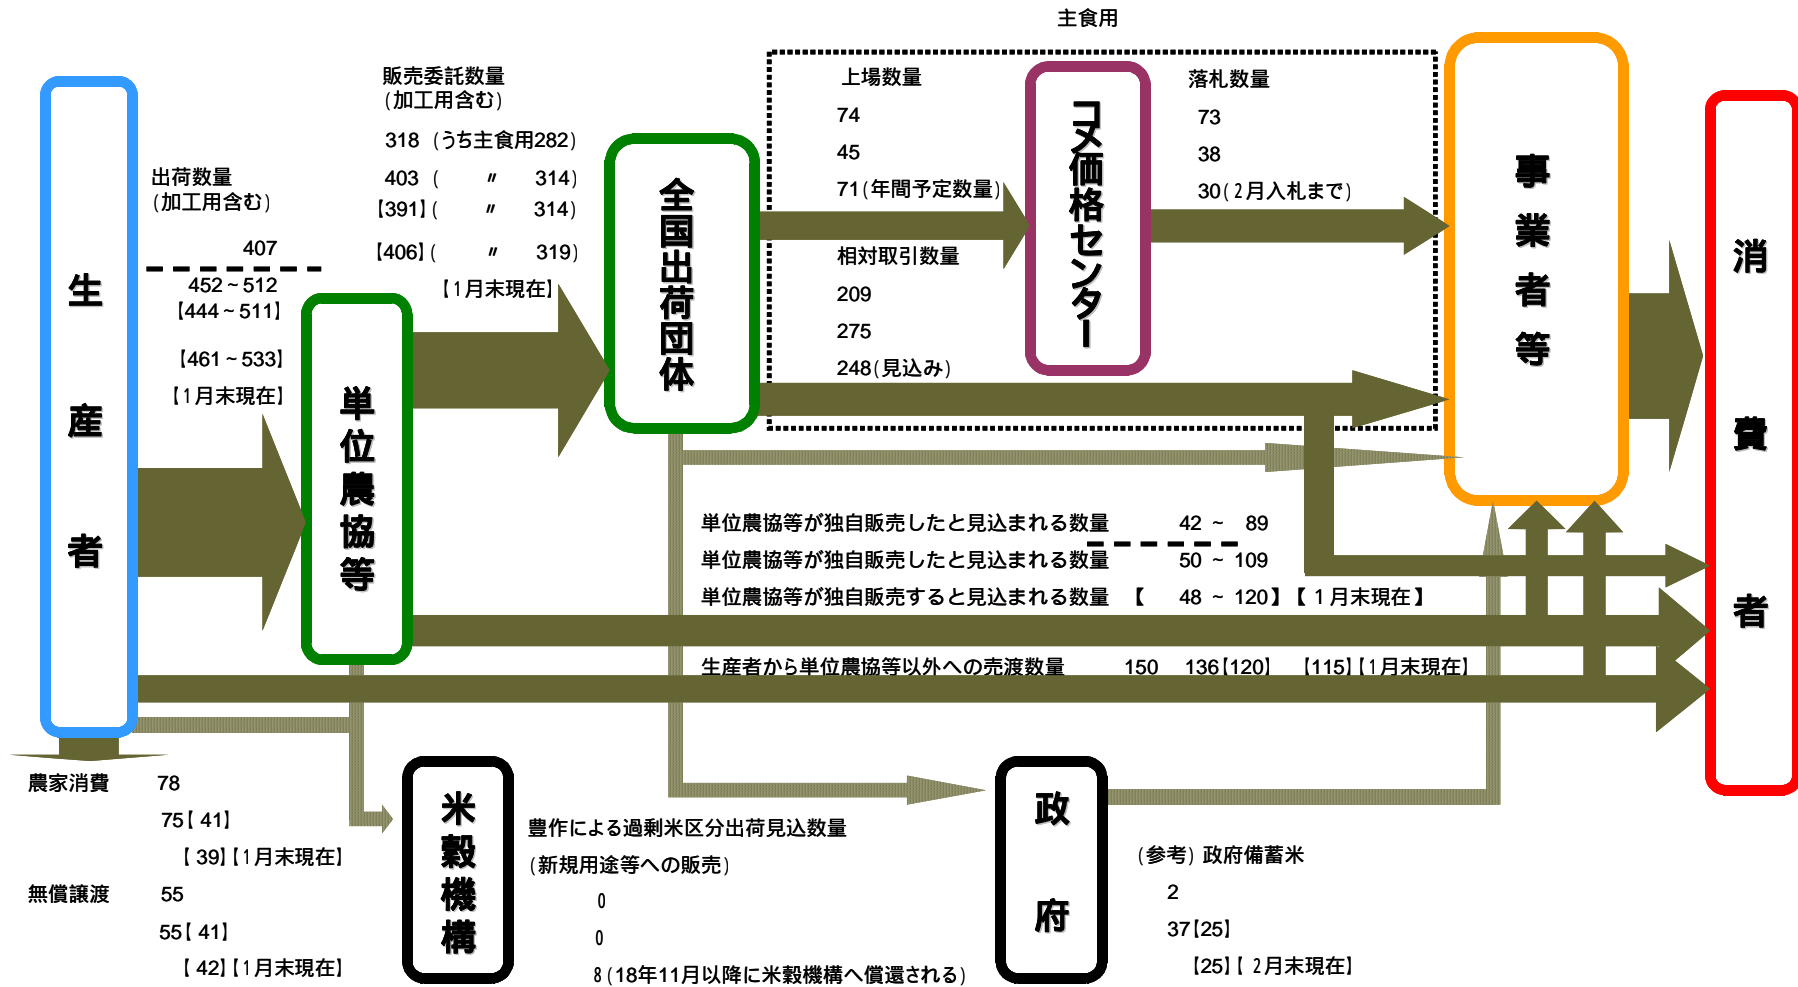 主食用
生産者
出荷数量
(加工用含む)
407
452～512
【444～511】
【461～533】
【1月末現在】
単位農協等
販売委託数量
(加工用含む)
318 (うち主食用282)
403 ( 〃 314)
【391】( 〃 314)
【406】( 〃 319)
【1月末現在】
全国出荷団体
上場数量
74
45
71(年間予定数量)
相対取引数量
209
275
248(見込み)
コメ価格センター
落札数量
73
38
30(2月入札まで)
事業者等
消費者
単位農協等が独自販売したと見込まれる数量 42 ～ 89
単位農協等が独自販売したと見込まれる数量 50 ～ 109
単位農協等が独自販売すると見込まれる数量 【 48 ～ 120】【 1月末現在】
生産者から単位農協等以外への売渡数量 150 136【120】 【115】【1月末現在】
農家消費 78
75【 41】
【 39】【1月末現在】
無償譲渡 55
55【 41】
【 42】【1月末現在】
米穀機構
豊作による過剰米区分出荷見込数量
(新規用途等への販売)
0
0
8(18年11月以降に米穀機構へ償還される)
政府
(参考) 政府備蓄米
2
37【25】
【25】【 2月末現在】